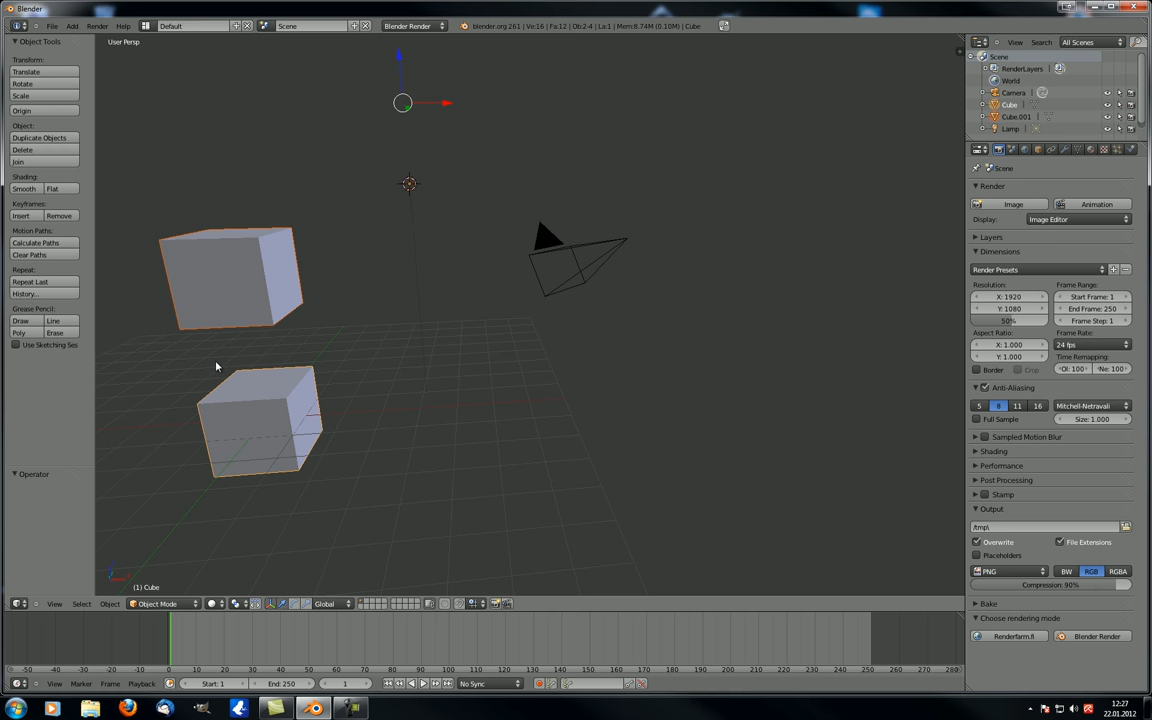 Blender
File Add Render Help
Default
Scene
Blender Render
blender.org 261 | Ve:16 | Fa:12 | Ob:2-4 | La:1 | Mem:8.74M (0.10M) | Cube
Object Tools
Transform:
Translate
Rotate
Scale
Origin
Object:
Duplicate Objects
Delete
Join
Shading:
Smooth Flat
Keyframes:
Insert Remove
Motion Paths:
Calculate Paths
Clear Paths
Repeat:
Repeat Last
History...
Grease Pencil:
Draw Line
Poly Erase
Use Sketching Ses
Operator
User Persp
(1) Cube
View Search All Scenes
Scene
RenderLayers
World
Camera
Cube
Cube.001
Lamp
Scene
Render
Image Animation
Display: Image Editor
Layers
Dimensions
Render Presets
Resolution: Frame Range:
X: 1920 Start Frame: 1
Y: 1080 End Frame: 250
50% Frame Step: 1
Aspect Ratio: Frame Rate:
X: 1.000 24 fps
Y: 1.000 Time Remapping:
Border Crop Ol: 100 Ne: 100
Anti-Aliasing
5 8 11 16 Mitchell-Netravali
Full Sample Size: 1.000
Sampled Motion Blur
Shading
Performance
Post Processing
Stamp
Output
/tmp\
Overwrite File Extensions
Placeholders
PNG BW RGB RGBA
Compression: 90%
Bake
Choose rendering mode
Renderfarm.fi Blender Render
View Select Object Object Mode Global
-50 -40 -30 -20 -10 0 10 20 30 40 50 60 70 80 90 100 110 120 130 140 150 160 170 180 190 200 210 220 230 240 250 260 270 280
View Marker Frame Playback Start: 1 End: 250 1 No Sync
12:27
22.01.2012